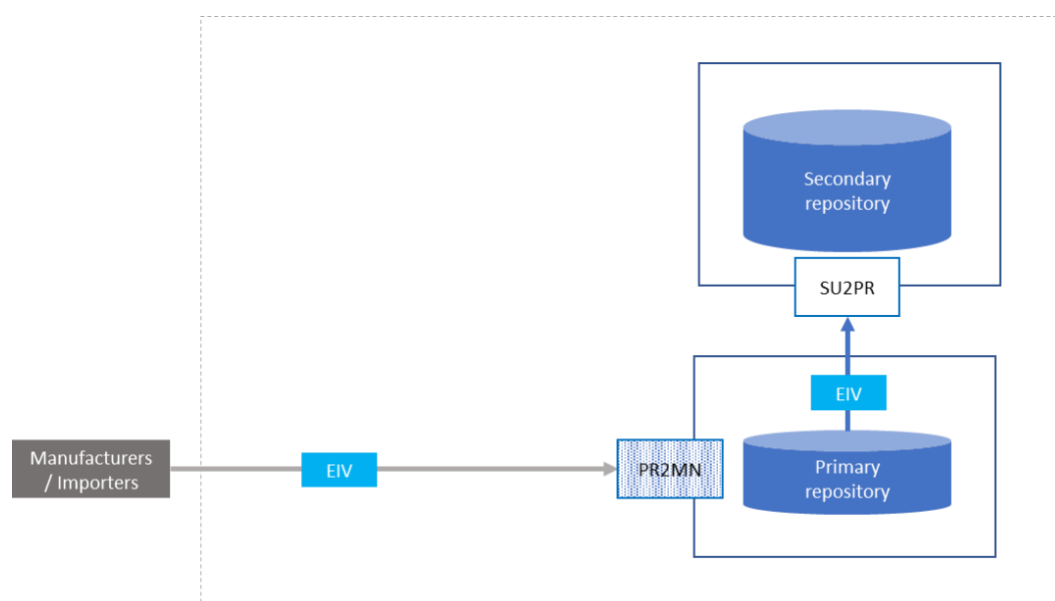 Secondary
repository
SU2PR
EIV
Manufacturers
/ Importers
EIV
PR2MN
Primary
repository